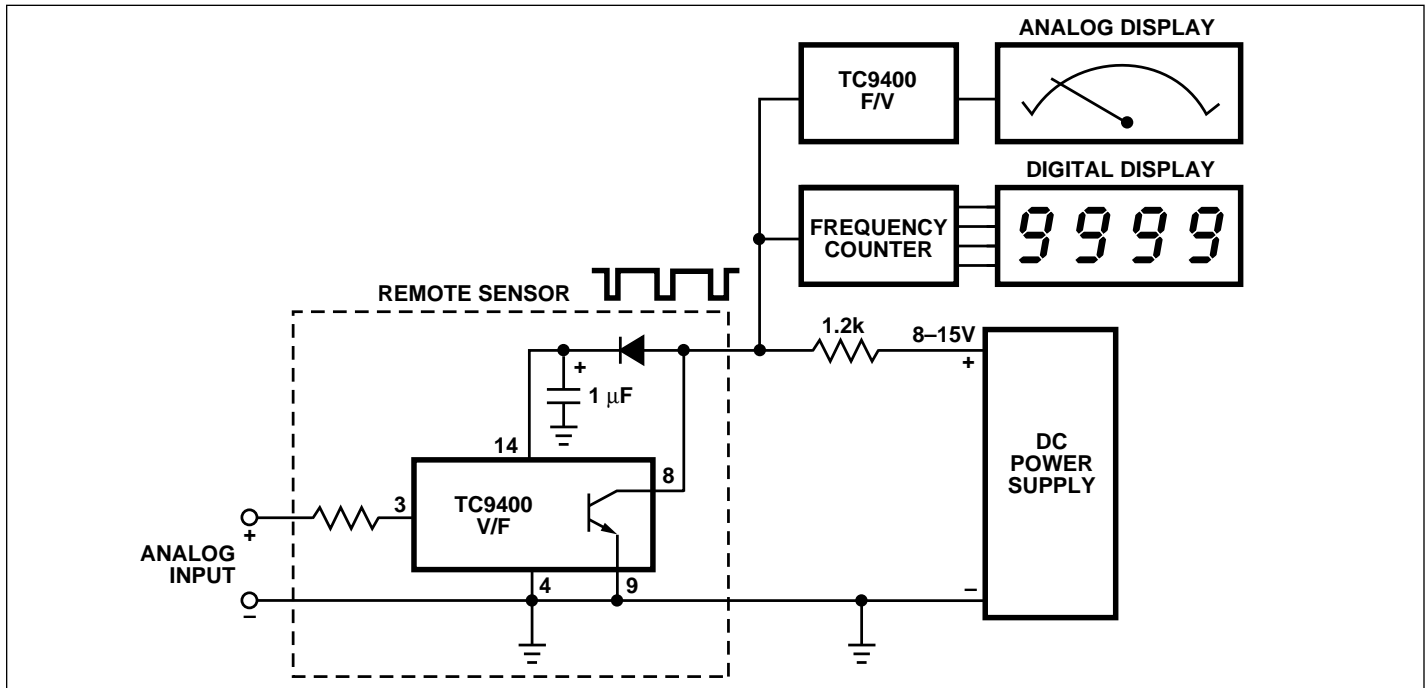 ANALOG DISPLAY
TC9400
F/V
DIGITAL DISPLAY
FREQUENCY
COUNTER
9999
REMOTE SENSOR
1.2k
8–15V
+
+
1 µF
14
8
DC
POWER
SUPPLY
3
TC9400
V/F
+
ANALOG
INPUT
4
9
–
–